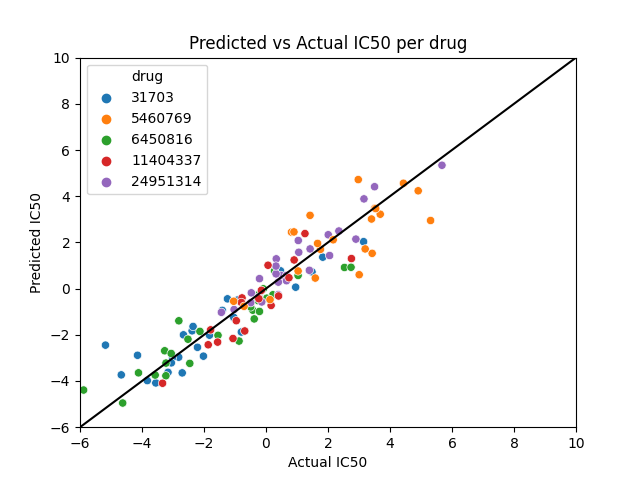 Predicted vs Actual IC50 per drug
10
8
6
4
2
0
−2
−4
−6
Predicted IC50
drug
31703
5460769
6450816
11404337
24951314
−6 −4 −2 0 2 4 6 8 10
Actual IC50